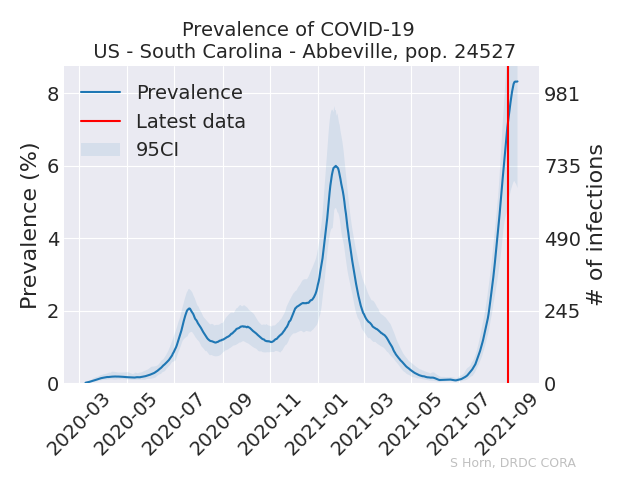 Prevalence of COVID-19
US - South Carolina - Abbeville, pop. 24527
Prevalence
Latest data
95CI
Prevalence (%)
8
6
4
2
0
# of infections
981
735
490
245
0
2020-03
2020-05
2020-07
2020-09
2020-11
2021-01
2021-03
2021-05
2021-07
2021-09
S Horn, DRDC CORA